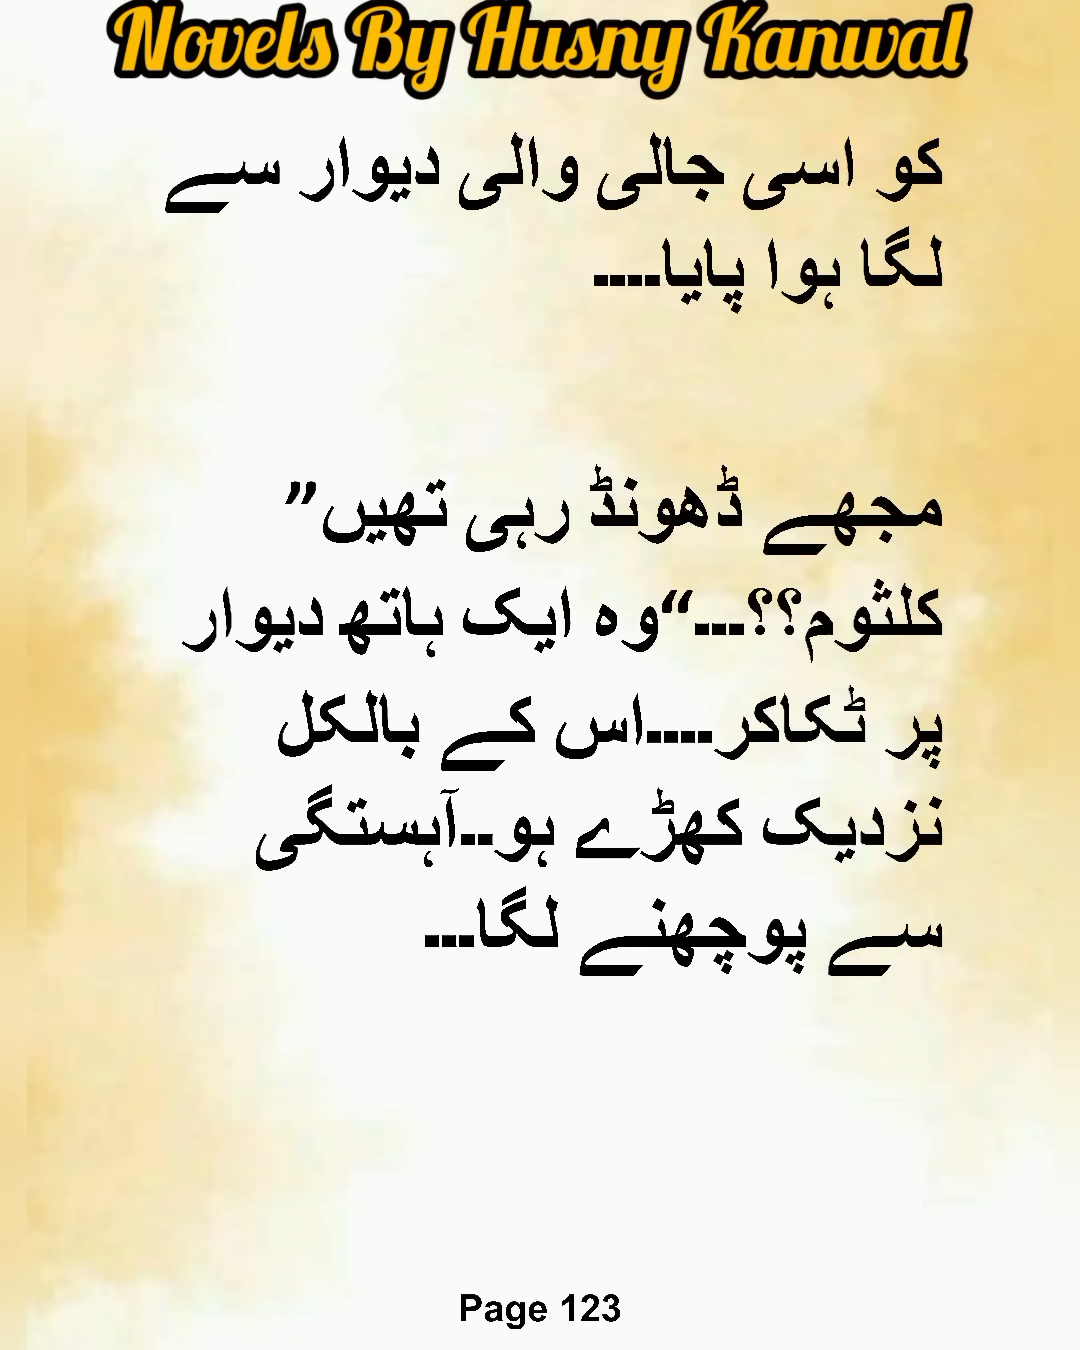 Novels By Husny Kanwal
کو اسی جالی والی دیوار سے
لگا ہوا پایا۔۔۔۔
مجھے ڈھونڈ رہی تھیں”
کلثوم؟؟۔۔۔“وہ ایک ہاتھ دیوار
پر ٹکاکر۔۔۔۔اس کے بالکل
نزدیک کھڑے ہو۔۔آہستگی
سے پوچھنے لگا۔۔۔
Page 123